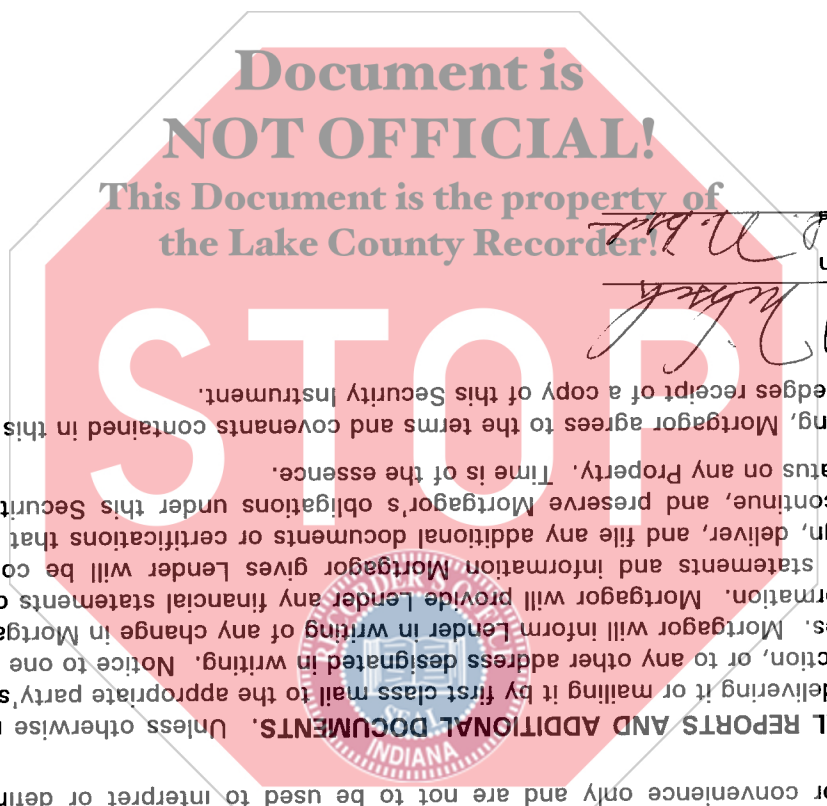 Document is
NOT OFFICIAL!
This Document is the property of
the Lake County Recorder!
STOP
convenience only and are not to be used to interpret or defin
REPORTS AND ADDITIONAL DOCUMENTS. Unless otherwise
delivering it or mailing it by first class mail to the appropriate party's
ction, or to any other address designated in writing. Notice to one
es. Mortgagor will inform Lender in writing of any change in Mortga
ormation. Mortgagor will provide Lender any financial statements
statements and information Mortgagor gives Lender will be co
gn, deliver, and file any additional documents or certifications that
continue, and preserve Mortgagor's obligations under this Securit
atus on any Property. Time is of the essence.
ng, Mortgagor agrees to the terms and covenants contained in this
edges receipt of a copy of this Security Instrument.
SEAL
INDIANA